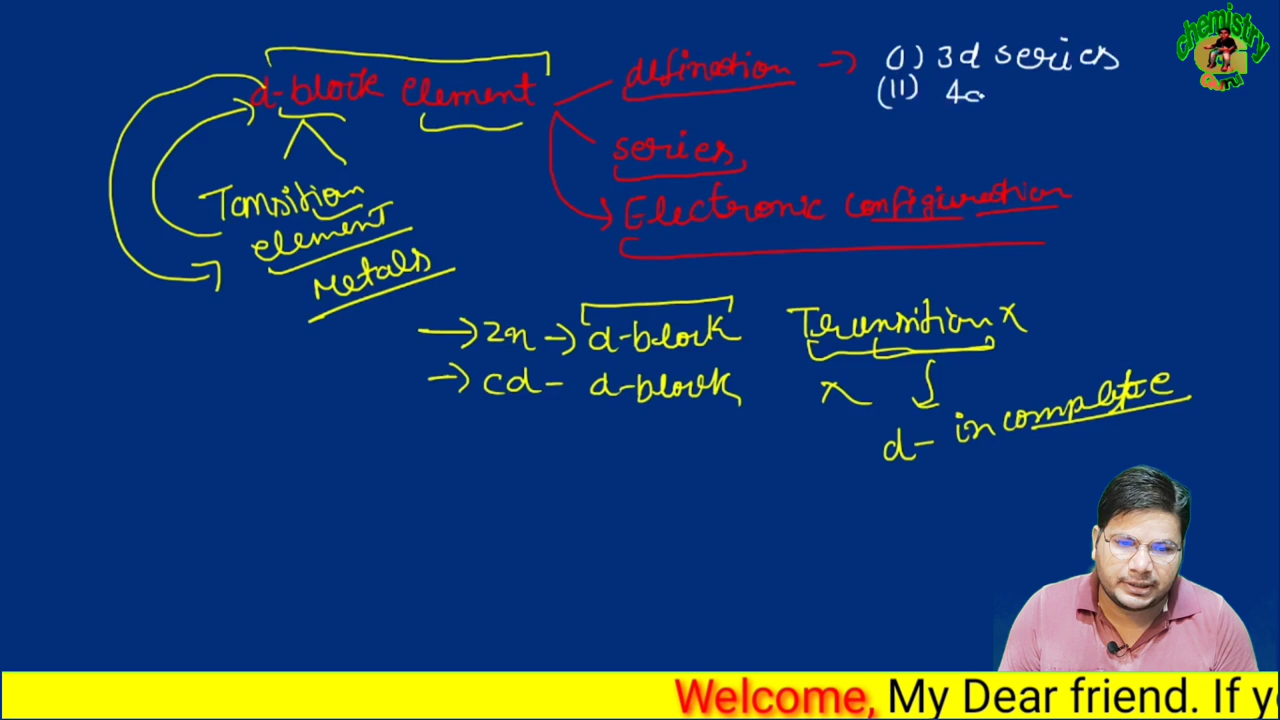 d-block element
defination → (I) 3d series
(II) 4d
series,
Electronic configuration
Tansition
element
Metals
→ Zn → d-block Transition x
→ cd - d-block x
d- incomplete
chemistry
Welcome, My Dear friend. If y